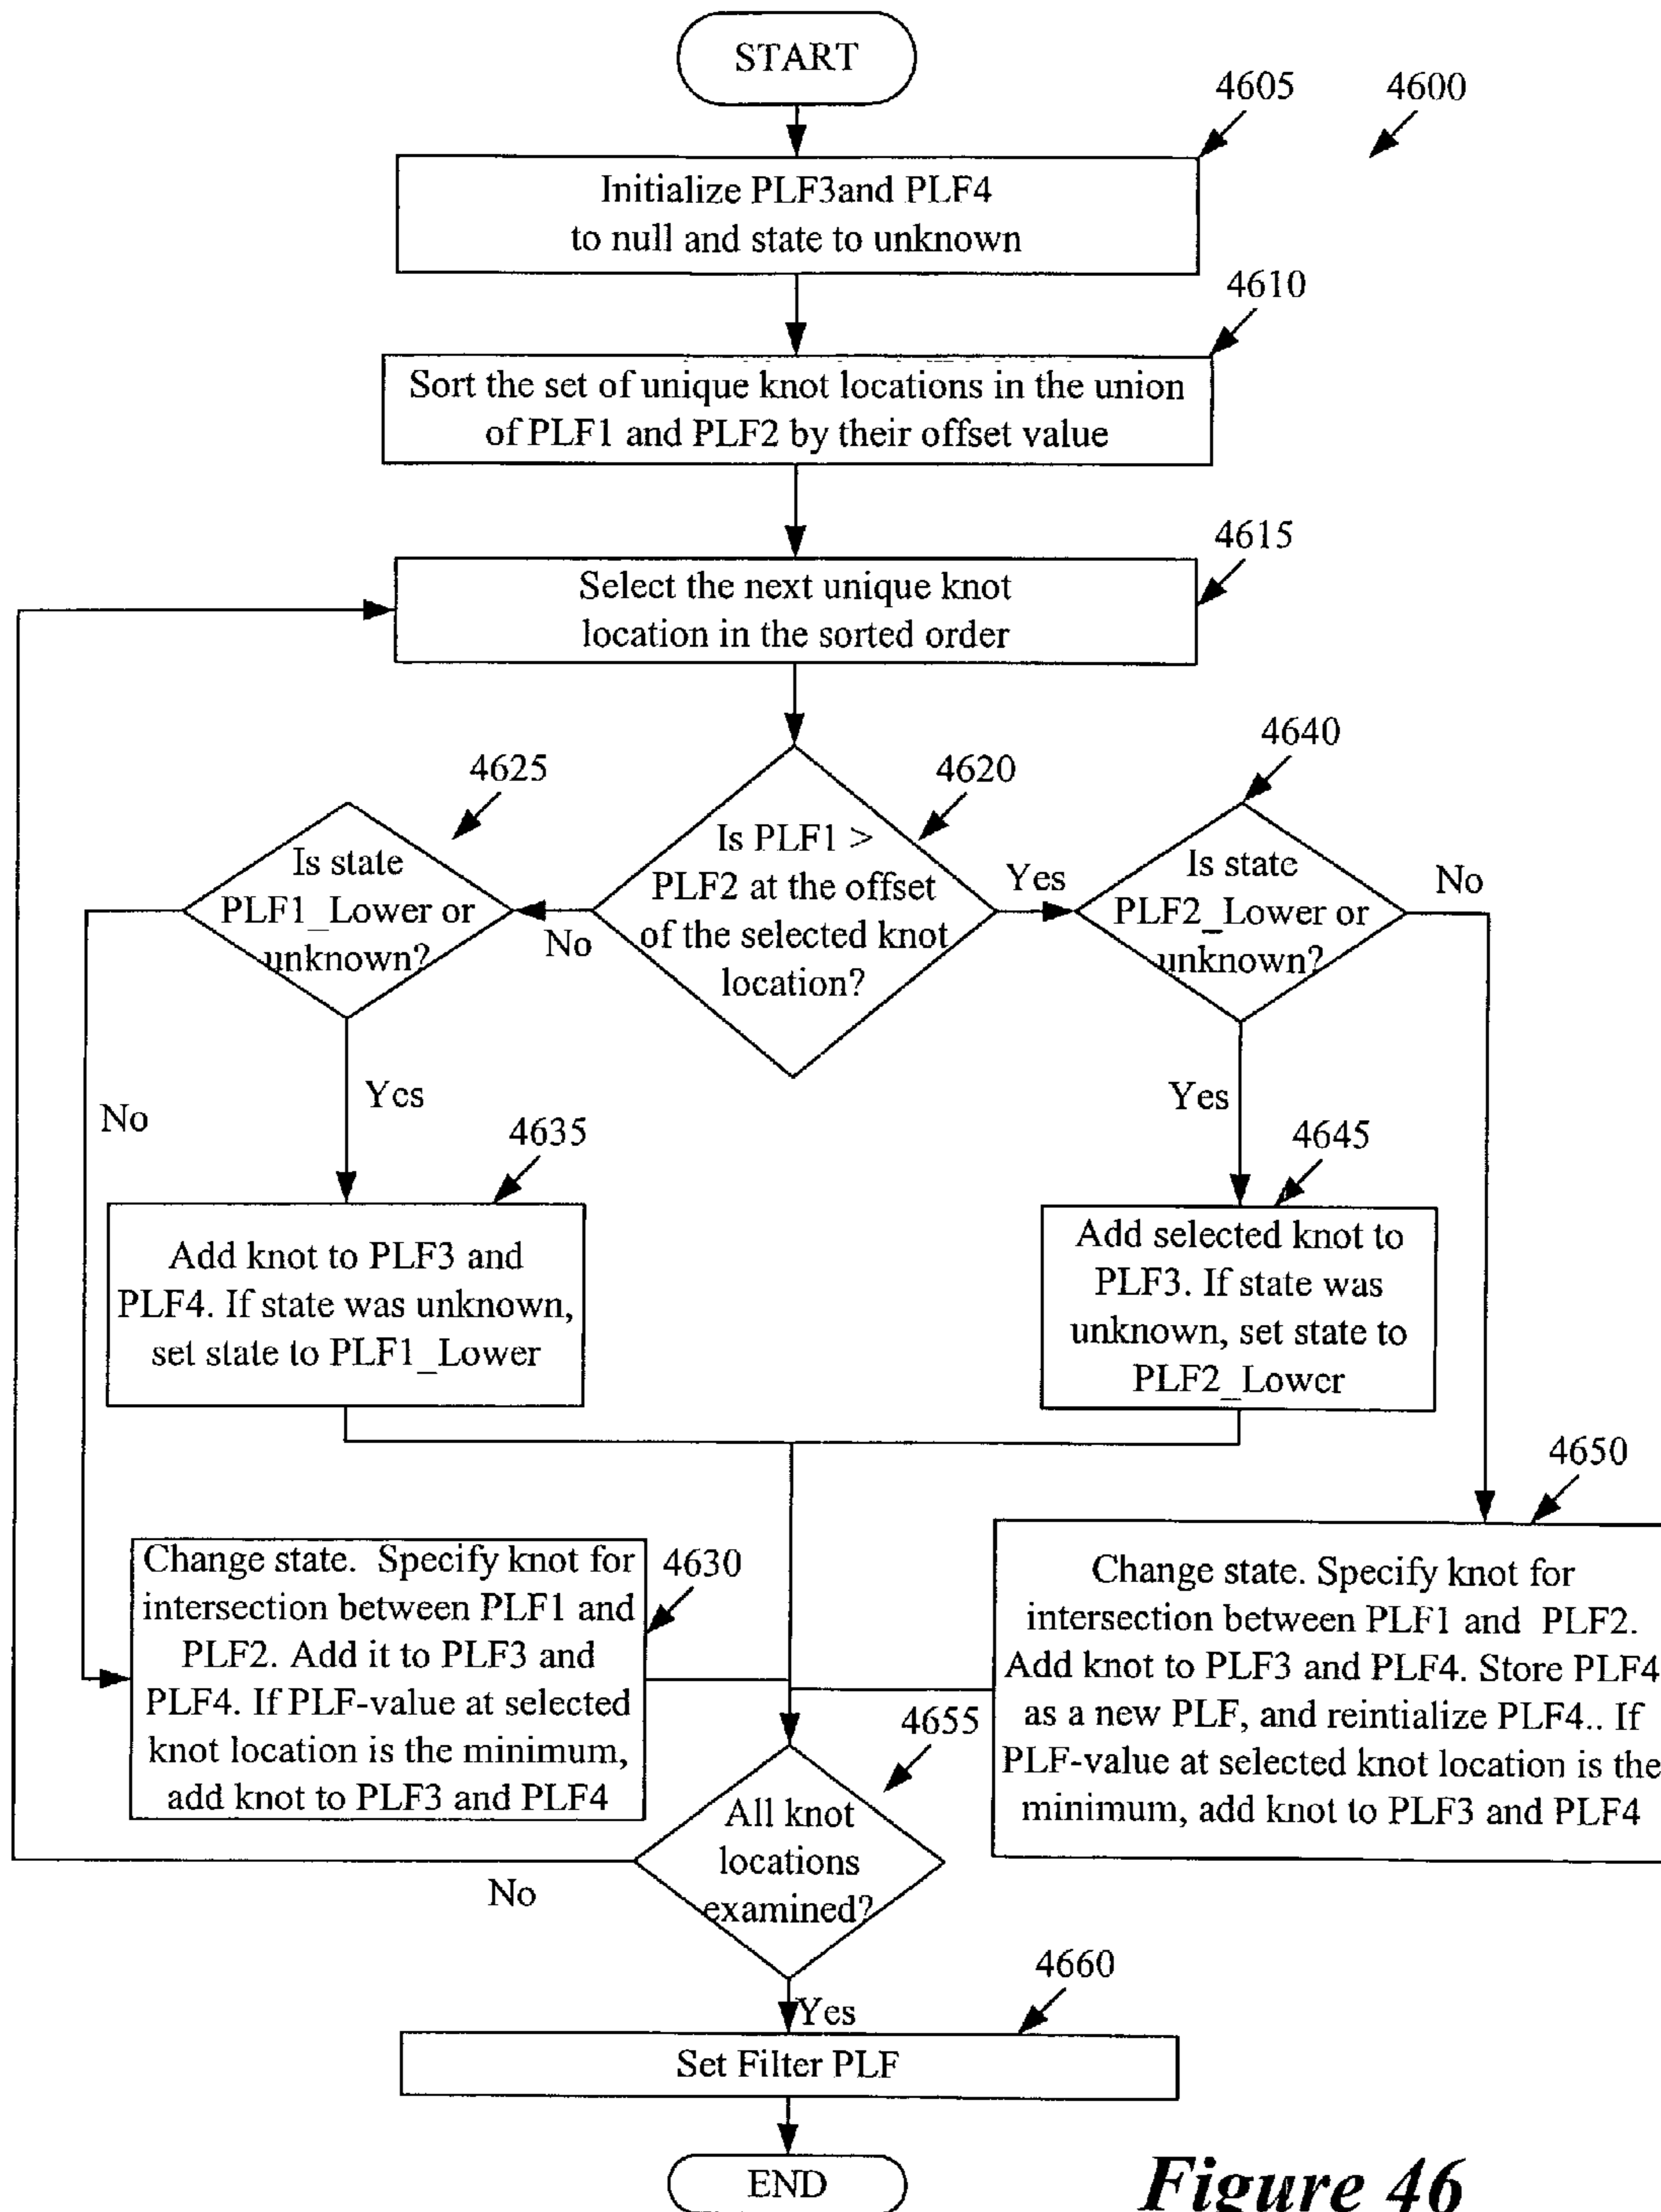 START
4605
4600
Initialize PLF3and PLF4
to null and state to unknown
4610
Sort the set of unique knot locations in the union
of PLF1 and PLF2 by their offset value
4615
Select the next unique knot
location in the sorted order
4625
4620
4640
Is state
PLF1_Lower or
unknown?
No
Is PLF1 >
PLF2 at the offset
of the selected knot
location?
Yes
Is state
PLF2_Lower or
unknown?
No
No
Yes
Yes
4635
4645
Add knot to PLF3 and
PLF4. If state was unknown,
set state to PLF1_Lower
Add selected knot to
PLF3. If state was
unknown, set state to
PLF2_Lower
4650
4630
Change state. Specify knot for
intersection between PLF1 and
PLF2. Add it to PLF3 and
PLF4. If PLF-value at selected
knot location is the minimum,
add knot to PLF3 and PLF4
Change state. Specify knot for
intersection between PLF1 and PLF2.
Add knot to PLF3 and PLF4. Store PLF4
as a new PLF, and reintialize PLF4.. If
PLF-value at selected knot location is the
minimum, add knot to PLF3 and PLF4
4655
All knot
locations
examined?
No
Yes
4660
Set Filter PLF
END
Figure 46